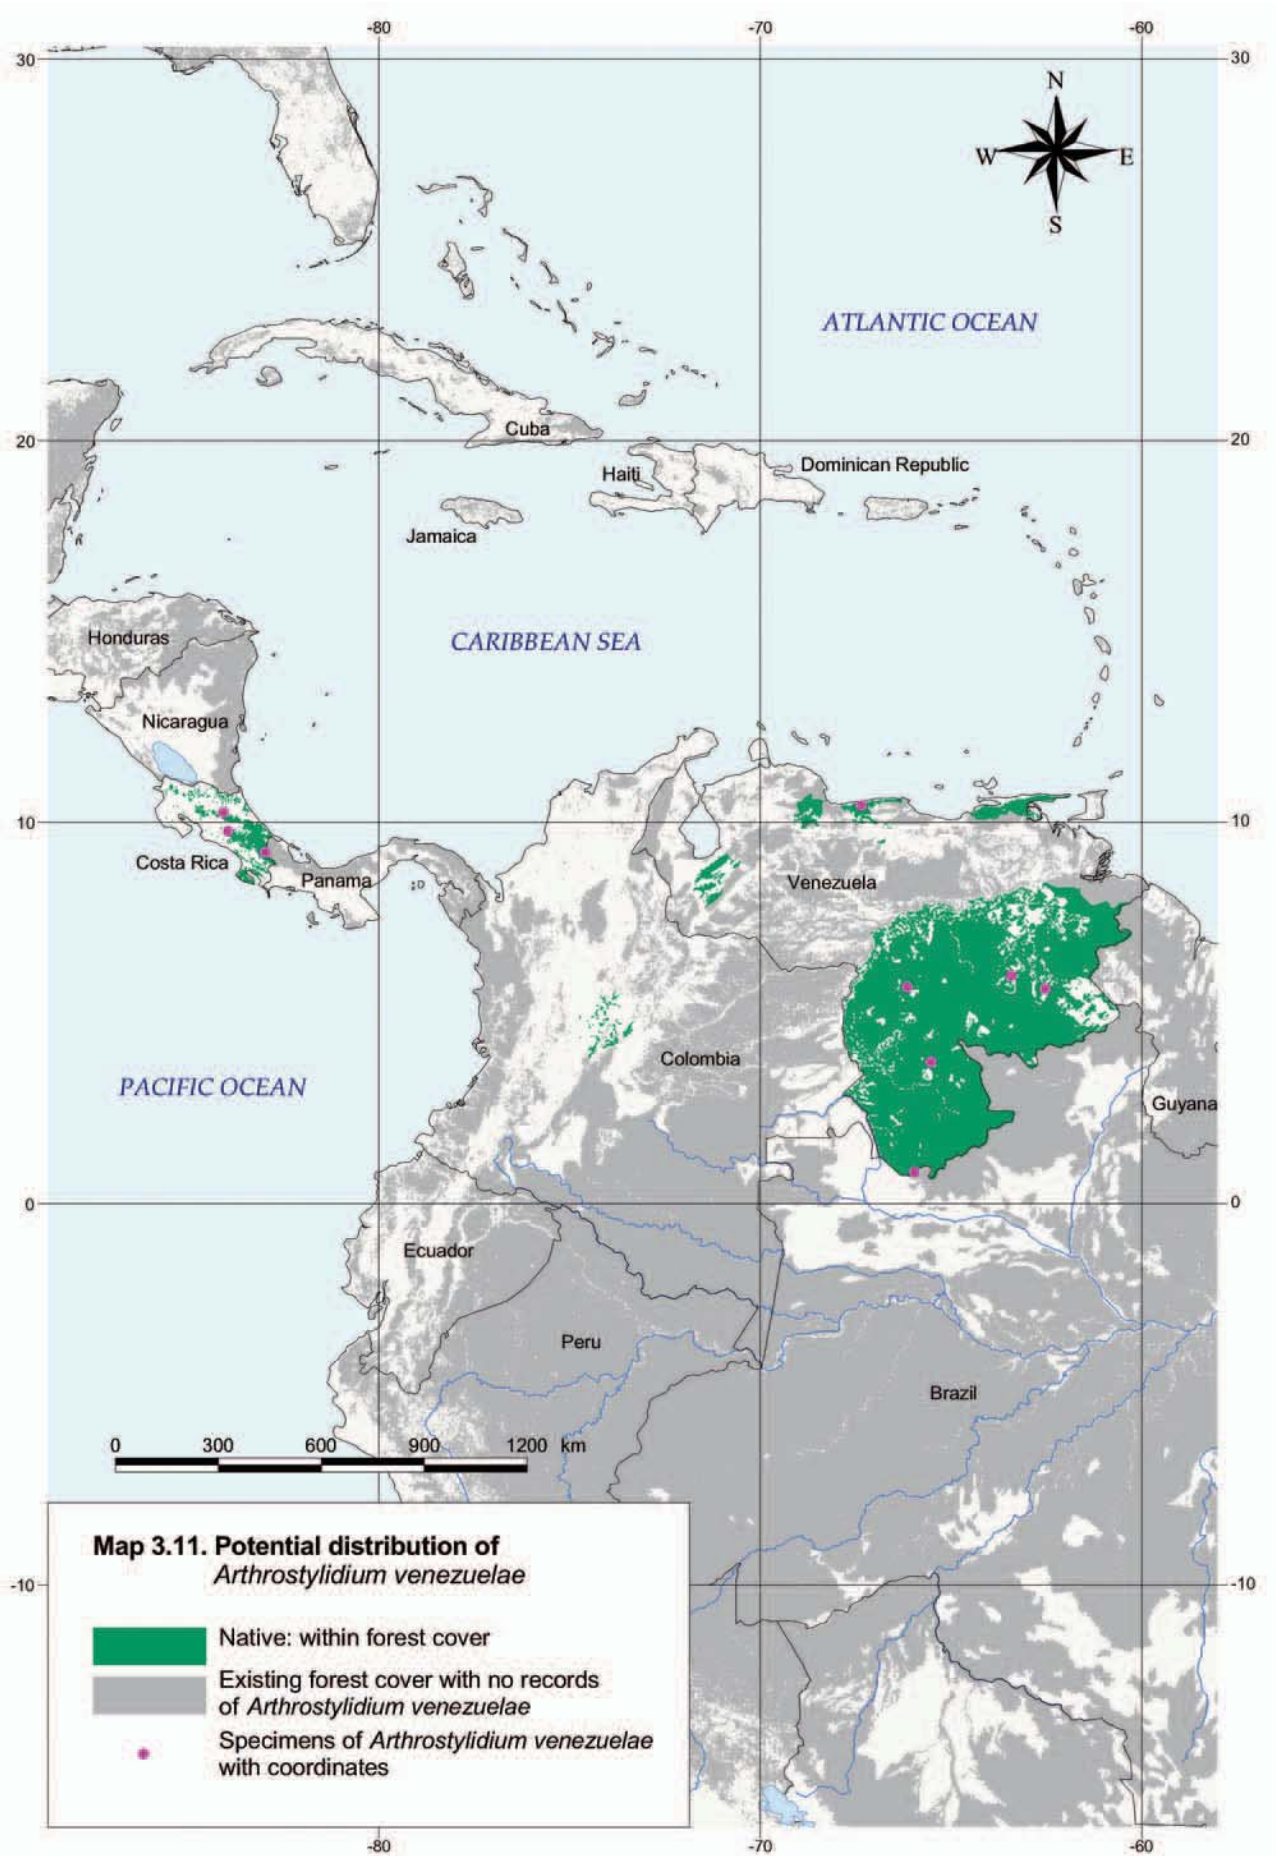 -80 -70 -60
30 30
N
W E
S
ATLANTIC OCEAN
Cuba
20 20
Haiti Dominican Republic
Jamaica
Honduras
CARIBBEAN SEA
Nicaragua
10 10
Costa Rica
Panama
Venezuela
Colombia
PACIFIC OCEAN
Guyana
0 0
Ecuador
Peru
Brazil
0 300 600 900 1200 km
Map 3.11. Potential distribution of
Arthrostylidium venezuelae
-10 -10
Native: within forest cover
Existing forest cover with no records
of Arthrostylidium venezuelae
Specimens of Arthrostylidium venezuelae
with coordinates
-80 -70 -60